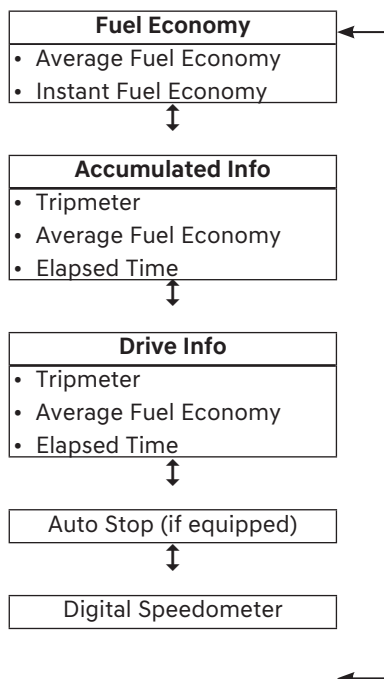 Fuel Economy
• Average Fuel Economy
• Instant Fuel Economy
Accumulated Info
• Tripmeter
• Average Fuel Economy
• Elapsed Time
Drive Info
• Tripmeter
• Average Fuel Economy
• Elapsed Time
Auto Stop (if equipped)
Digital Speedometer